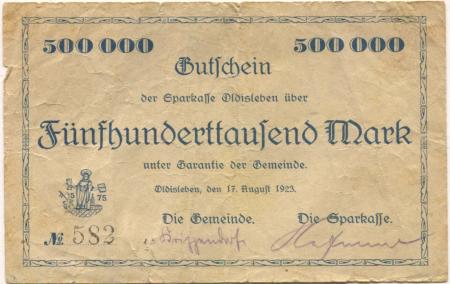 500 000 500 000
Gutschein
der Sparkasse Oldisleben über
Fünfhunderttausend Mark
unter Garantie der Gemeinde.
Oldisleben, den 17. August 1923.
15 75
Die Gemeinde. Die Sparkasse.
№ 582